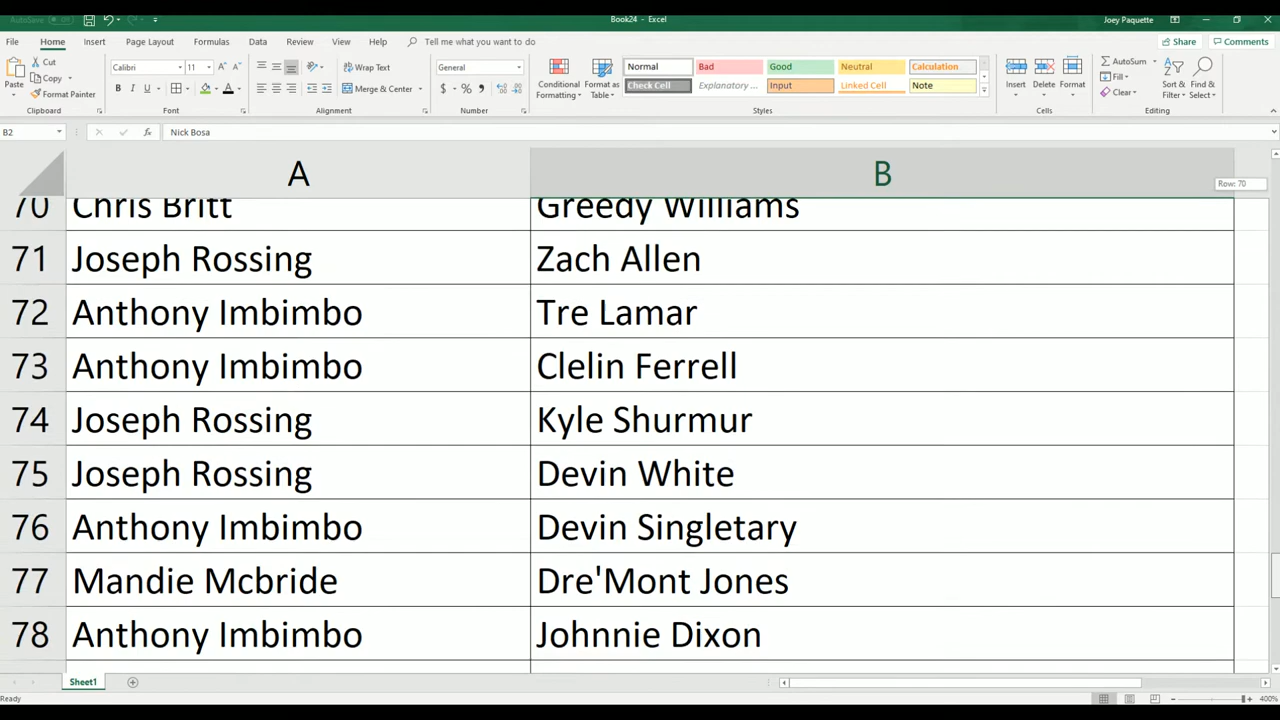 AutoSave Off
Book24 - Excel
Joey Paquette
File Home Insert Page Layout Formulas Data Review View Help Tell me what you want to do
Share Comments
Paste
Cut
Copy
Format Painter
Clipboard
Calibri 11
B I U
Font
Wrap Text
Merge & Center
Alignment
General
$ % ,
Number
Conditional Formatting
Format as Table
Normal Bad Good Neutral Calculation
Check Cell Explanatory ... Input Linked Cell Note
Styles
Insert Delete Format
Cells
AutoSum
Fill
Clear
Sort & Filter
Find & Select
Editing
B2 fx Nick Bosa
A B
Row: 70
70 Chris Britt Greedy Williams
71 Joseph Rossing Zach Allen
72 Anthony Imbimbo Tre Lamar
73 Anthony Imbimbo Clelin Ferrell
74 Joseph Rossing Kyle Shurmur
75 Joseph Rossing Devin White
76 Anthony Imbimbo Devin Singletary
77 Mandie Mcbride Dre'Mont Jones
78 Anthony Imbimbo Johnnie Dixon
Sheet1
Ready
400%